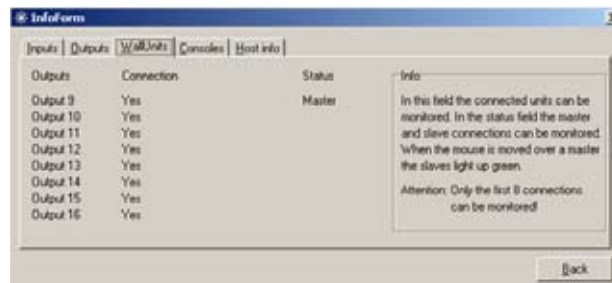 InfoForm
Inputs Outputs WallUnits Consoles Host info
Outputs Connection Status
Output 9 Yes Master
Output 10 Yes
Output 11 Yes
Output 12 Yes
Output 13 Yes
Output 14 Yes
Output 15 Yes
Output 16 Yes
Info
In this field the connected units can be
monitored. In the status field the master
and slave connections can be monitored.
When the mouse is moved over a master
the slaves light up green.
Attention: Only the first 8 connections
can be monitored!
Back